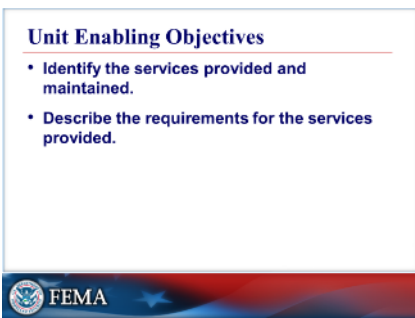 Unit Enabling Objectives
• Identify the services provided and
maintained.
• Describe the requirements for the services
provided.
FEMA